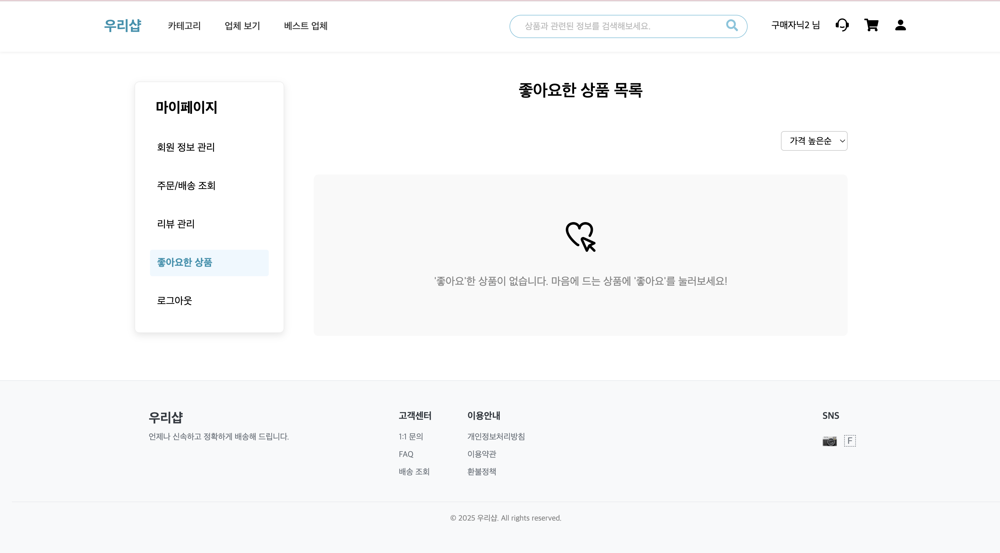 우리샵
카테고리
업체 보기
베스트 업체
상품과 관련된 정보를 검색해보세요.
구매자닉2 님
마이페이지
회원 정보 관리
주문/배송 조회
리뷰 관리
좋아요한 상품
로그아웃
좋아요한 상품 목록
가격 높은순
'좋아요'한 상품이 없습니다. 마음에 드는 상품에 '좋아요'를 눌러보세요!
우리샵
언제나 신속하고 정확하게 배송해 드립니다.
고객센터
1:1 문의
FAQ
배송 조회
이용안내
개인정보처리방침
이용약관
환불정책
SNS
F
© 2025 우리샵. All rights reserved.